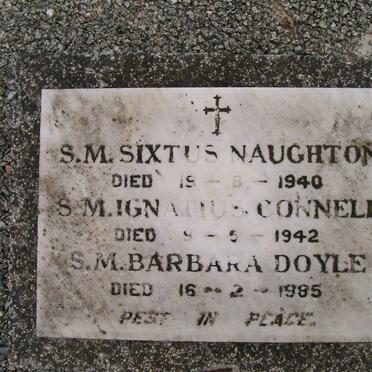 S.M. SIXTUS NAUGHTON
DIED 19 - 8 - 1940
S.M. IGNATIUS CONNELL
DIED 9 - 5 - 1942
S.M. BARBARA DOYLE
DIED 16 - 2 - 1985
REST IN PEACE.